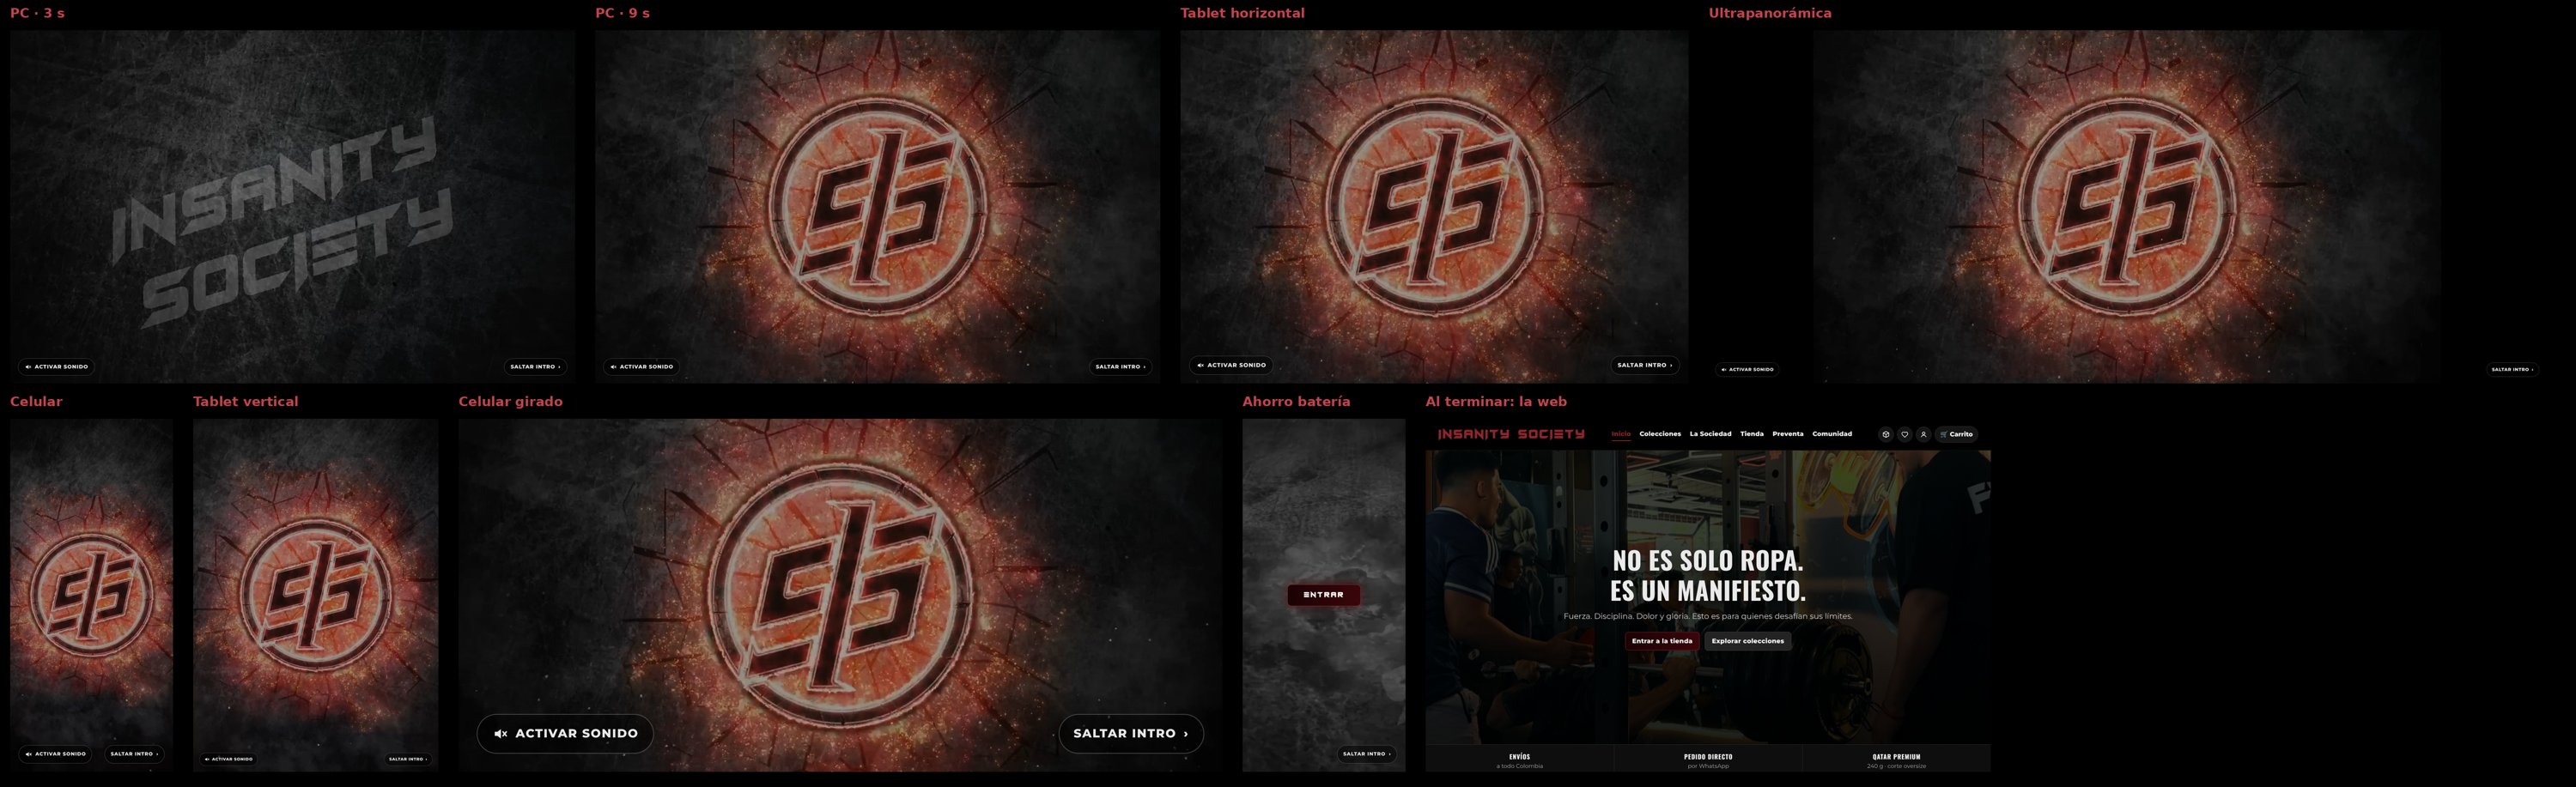 PC · 3 s
INSANITY
SOCIETY
ACTIVAR SONIDO
SALTAR INTRO ›
PC · 9 s
ACTIVAR SONIDO
SALTAR INTRO ›
Tablet horizontal
ACTIVAR SONIDO
SALTAR INTRO ›
Ultrapanorámica
ACTIVAR SONIDO
SALTAR INTRO ›
Celular
ACTIVAR SONIDO
SALTAR INTRO ›
Tablet vertical
ACTIVAR SONIDO
SALTAR INTRO ›
Celular girado
ACTIVAR SONIDO
SALTAR INTRO ›
Ahorro batería
ENTRAR
SALTAR INTRO ›
Al terminar: la web
INSANITY SOCIETY
Inicio Colecciones La Sociedad Tienda Preventa Comunidad
Carrito
NO ES SOLO ROPA.
ES UN MANIFIESTO.
Fuerza. Disciplina. Dolor y gloria. Esto es para quienes desafían sus límites.
Entrar a la tienda
Explorar colecciones
ENVÍOS
a todo Colombia
PEDIDO DIRECTO
por WhatsApp
QATAR PREMIUM
240 g · corte oversize